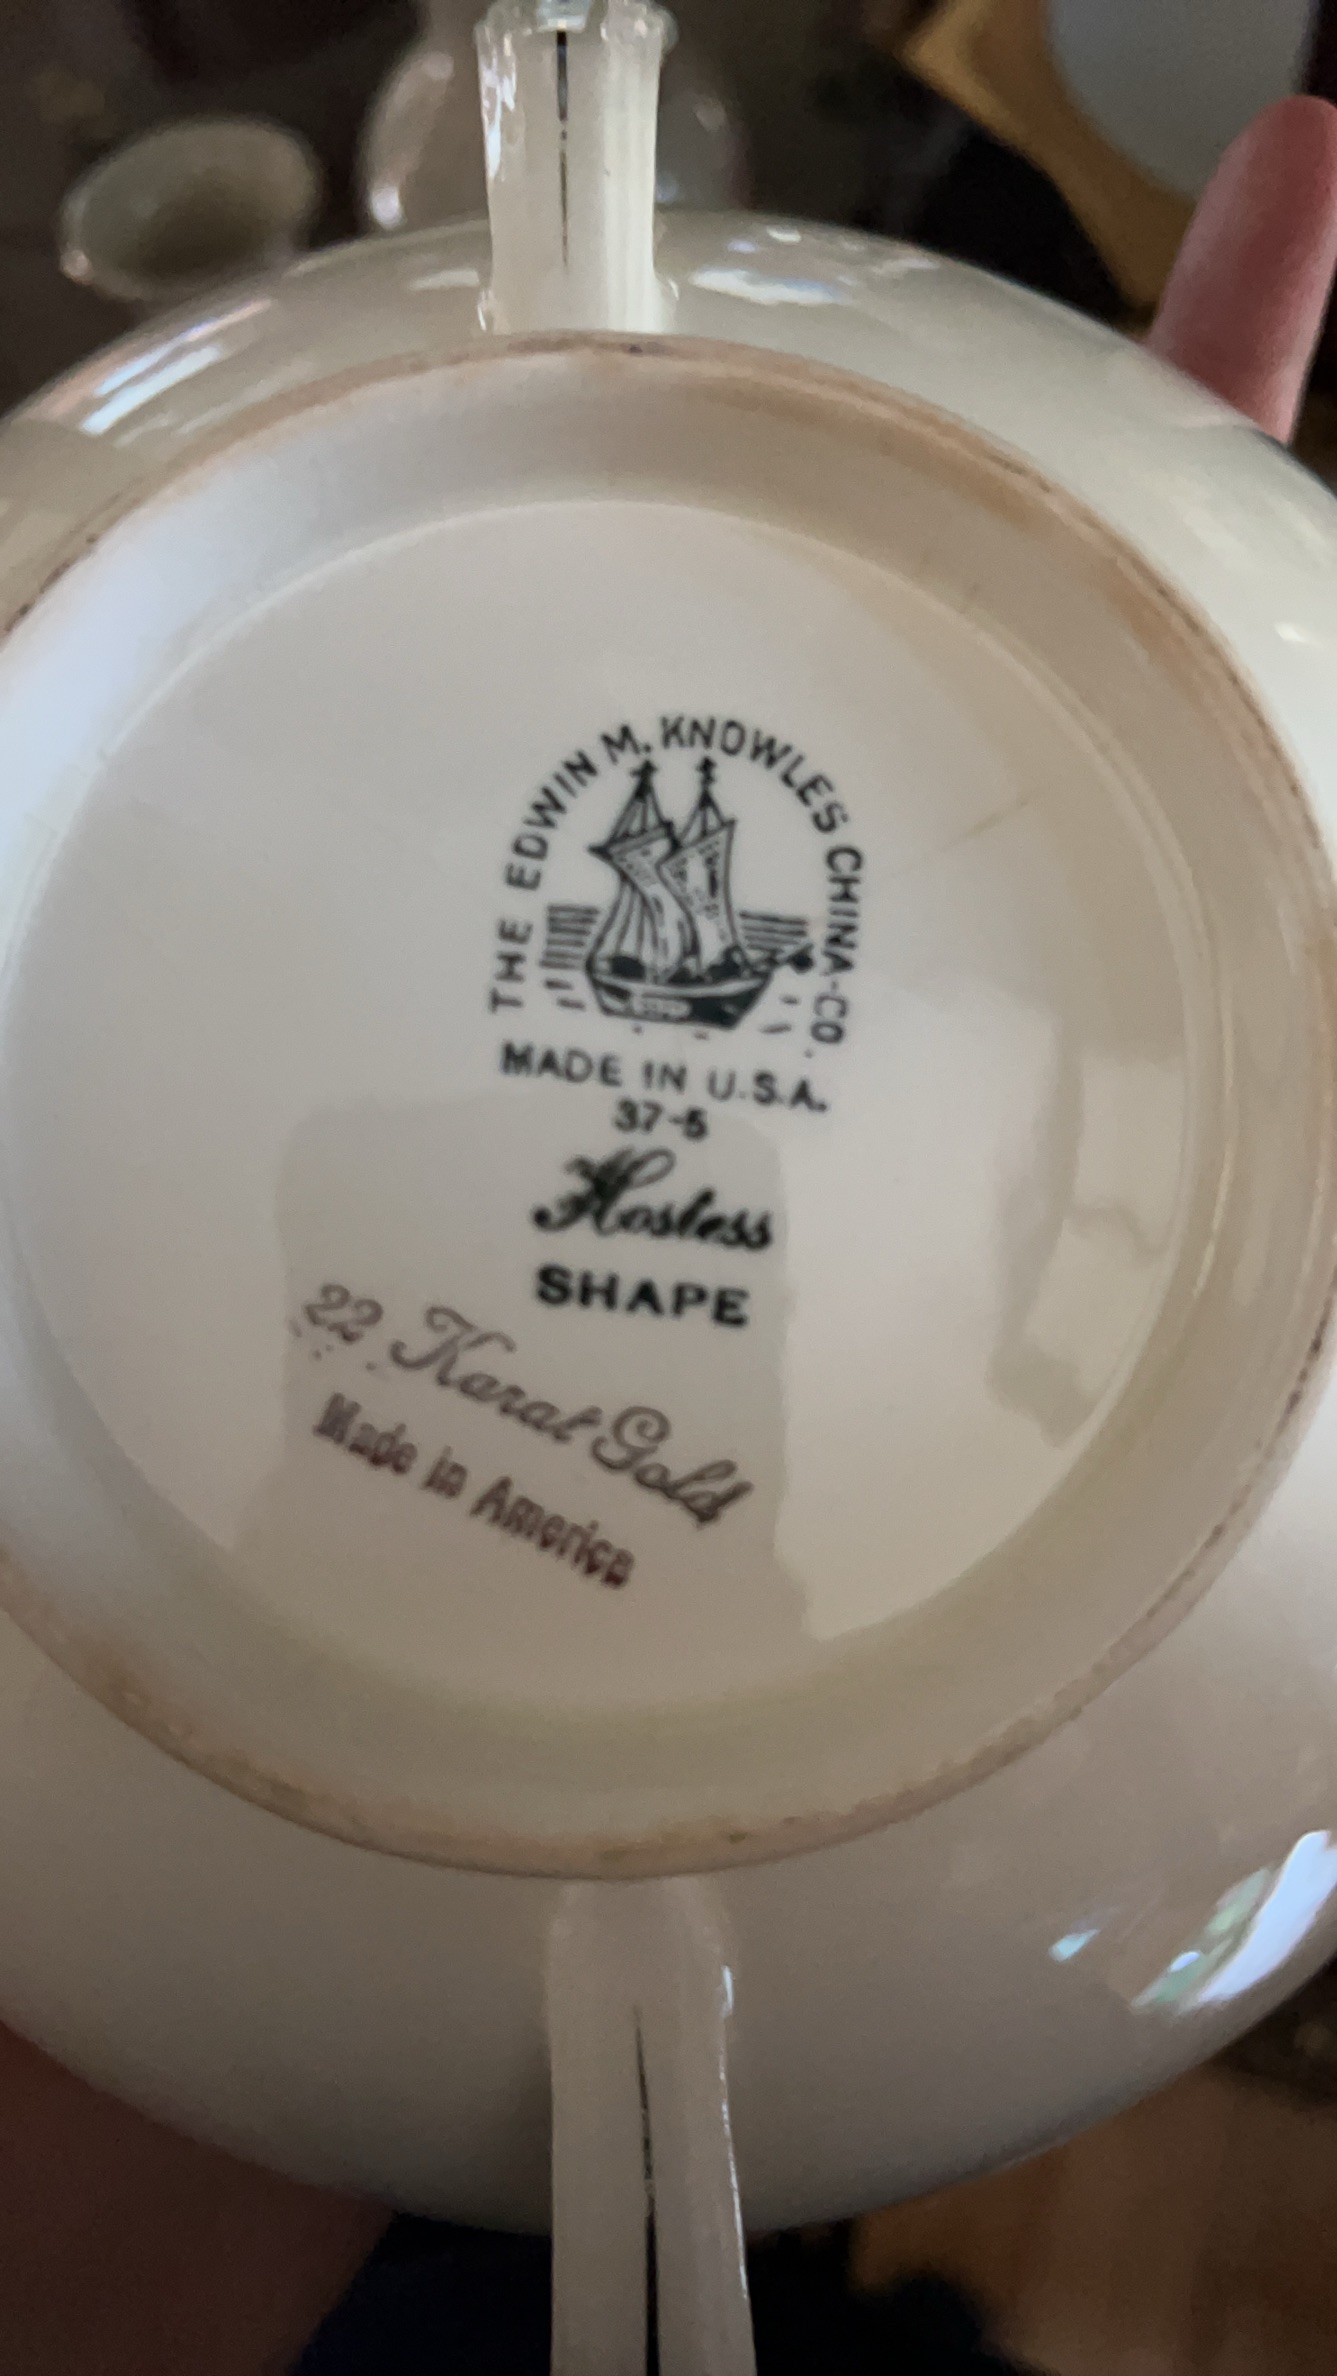 THE EDWIN M. KNOWLES CHINA-CO.
MADE IN U.S.A.
37-5
Hostess
SHAPE
22 Karat Gold
Made in America